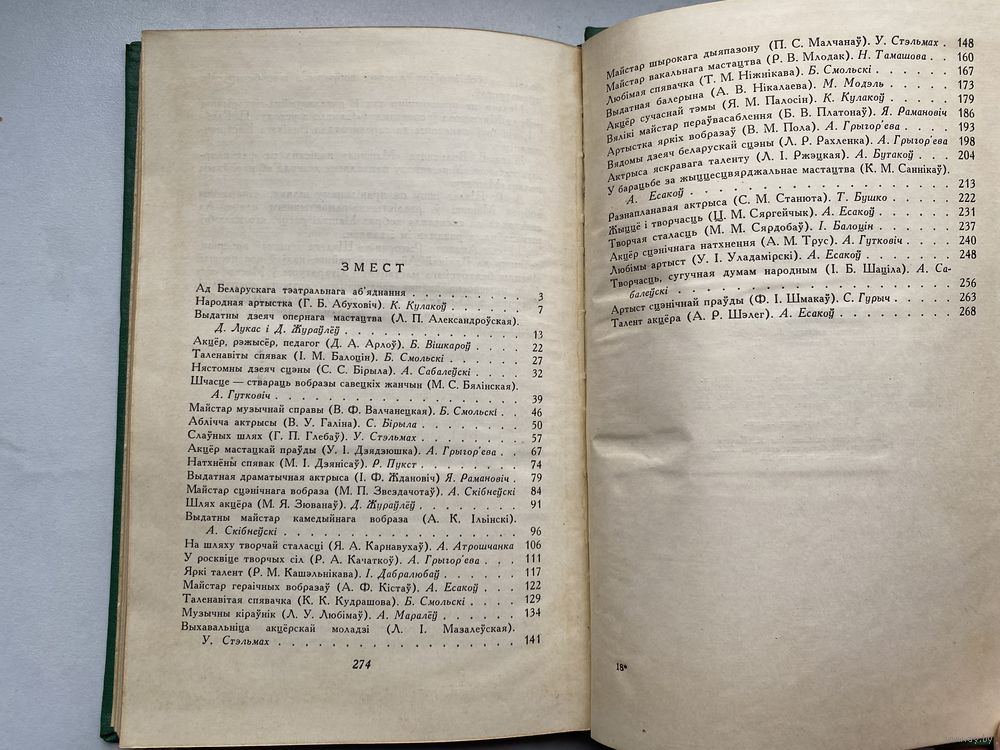 ЗМЕСТ
Ад Беларускага тэатральнага аб'яднання . . . . . . . . . 3
Народная артыстка (Г. Б. Абуховіч). К. Кулакоў . . . . 7
Выдатны дзеяч опернага мастацтва (Л. П. Александроўская).
Д. Лукас і Д. Жураўлёў . . . . . . . . . . . . . 13
Акцёр, рэжысёр, педагог (Д. А. Арлоў). Б. Вішкароў . . . . 22
Таленавіты спявак (І. М. Балоцін). Б. Смольскі . . . . . 27
Нястомны дзеяч сцэны (С. С. Бірыла). А. Сабалеўскі . . . . 32
Шчасце — ствараць вобразы савецкіх жанчын (М. С. Бялінская).
А. Гутковіч . . . . . . . . . . . . . . . . . 39
Майстар музычнай справы (В. Ф. Валчанецкая). Б. Смольскі . . 46
Аблічча актрысы (В. У. Галіна). С. Бірыла . . . . . . 50
Слаўных шлях (Г. П. Глебаў). У. Стэльмах . . . . . . 57
Акцёр мастацкай праўды (У. І. Дзядзюшка). А. Грыгор'ева . . 67
Натхнёны спявак (М. І. Дзянісаў). Р. Пукст . . . . . . 74
Выдатная драматычная актрыса (І. Ф. Ждановіч) Я. Рамановіч . 79
Майстар сцэнічнага вобраза (М. П. Звездачотаў). А. Скібнеўскі 84
Шлях акцёра (М. Я. Зюванаў). Д. Жураўлёў . . . . . . 91
Выдатны майстар камедыйнага вобраза (А. К. Ільінскі).
А. Скібнеўскі . . . . . . . . . . . . . . . . 96
На шляху творчай сталасці (Я. А. Карнавухаў). А. Атрошчанка 106
У росквіце творчых сіл (Р. А. Качаткоў). А. Грыгор'ева . . . 111
Яркі талент (Р. М. Кашэльнікава). І. Дабралюбаў . . . . . 117
Майстар гераічных вобразаў (А. Ф. Кістаў). А. Есакоў . . . 122
Таленавітая спявачка (К. К. Кудрашова). Б. Смольскі . . . . 129
Музычны кіраўнік (Л. У. Любімаў). А. Маралёў . . . . . 134
Выхавальніца акцёрскай моладзі (Л. І. Мазалеўская).
У. Стэльмах . . . . . . . . . . . . . . . . . 141
274
Майстар шырокага дыяпазону (П. С. Малчанаў). У. Стэльмах . 148
Майстар вакальнага мастацтва (Р. В. Млодак). Н. Тамашова . . 160
Любімая спявачка (Т. М. Ніжнікава). Б. Смольскі . . . . . 167
Выдатная балерына (А. В. Нікалаева). М. Модэль . . . . . 173
Акцёр сучаснай тэмы (Я. М. Палосін). К. Кулакоў . . . . . 179
Вялікі майстар пераўвасаблення (Б. В. Платонаў). Я. Рамановіч 186
Артыстка яркіх вобразаў (В. М. Пола). А. Грыгор'ева . . . . 193
Вядомы дзеяч беларускай сцэны (Л. Р. Рахленка). А. Грыгор'ева 198
Актрыса яскравага таленту (Л. І. Ржэцкая). А. Бутакоў . . . 204
У барацьбе за жыццесцвярджальнае мастацтва (К. М. Саннікаў).
А. Есакоў . . . . . . . . . . . . . . . . . . 213
Разнапланавая актрыса (С. М. Станюта). Т. Бушко . . . . . 222
Жыццё і творчасць (Ц. М. Сяргейчык). А. Есакоў . . . . . 231
Творчая сталасць (М. М. Сярдобаў). І. Балоцін . . . . . . 237
Акцёр сцэнічнага натхнення (А. М. Трус). А. Гутковіч . . . . 240
Любімы артыст (У. І. Уладамірскі). А. Есакоў . . . . . . 248
Творчасць, сугучная думам народным (І. Б. Шаціла). А. Са-
балеўскі . . . . . . . . . . . . . . . . . . 256
Артыст сцэнічнай праўды (Ф. І. Шмакаў). С. Гурыч . . . . 263
Талент акцёра (А. Р. Шэлег). А. Есакоў . . . . . . . . 268
18*